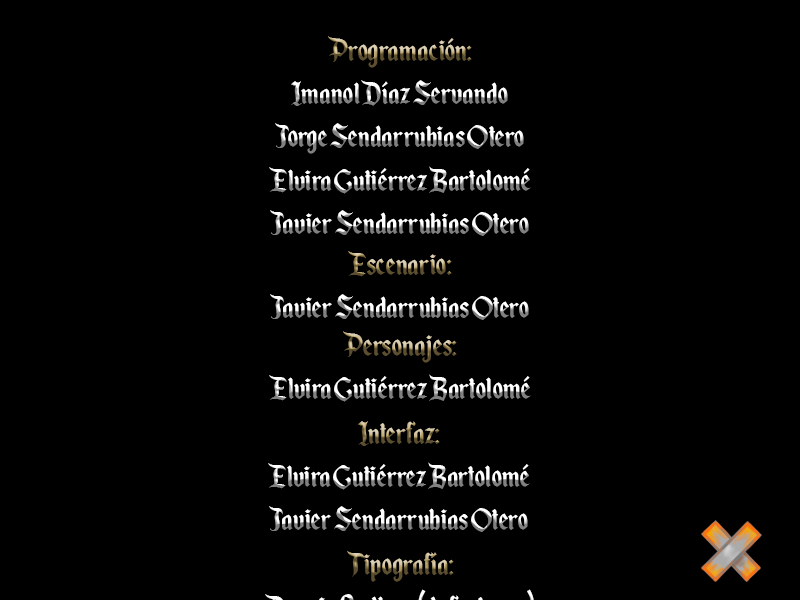 Programación:
Imanol Díaz Servando
Jorge Sendarrubias Otero
Elvira Gutiérrez Bartolomé
Javier Sendarrubias Otero
Escenario:
Javier Sendarrubias Otero
Personajes:
Elvira Gutiérrez Bartolomé
Interfaz:
Elvira Gutiérrez Bartolomé
Javier Sendarrubias Otero
Tipografía: